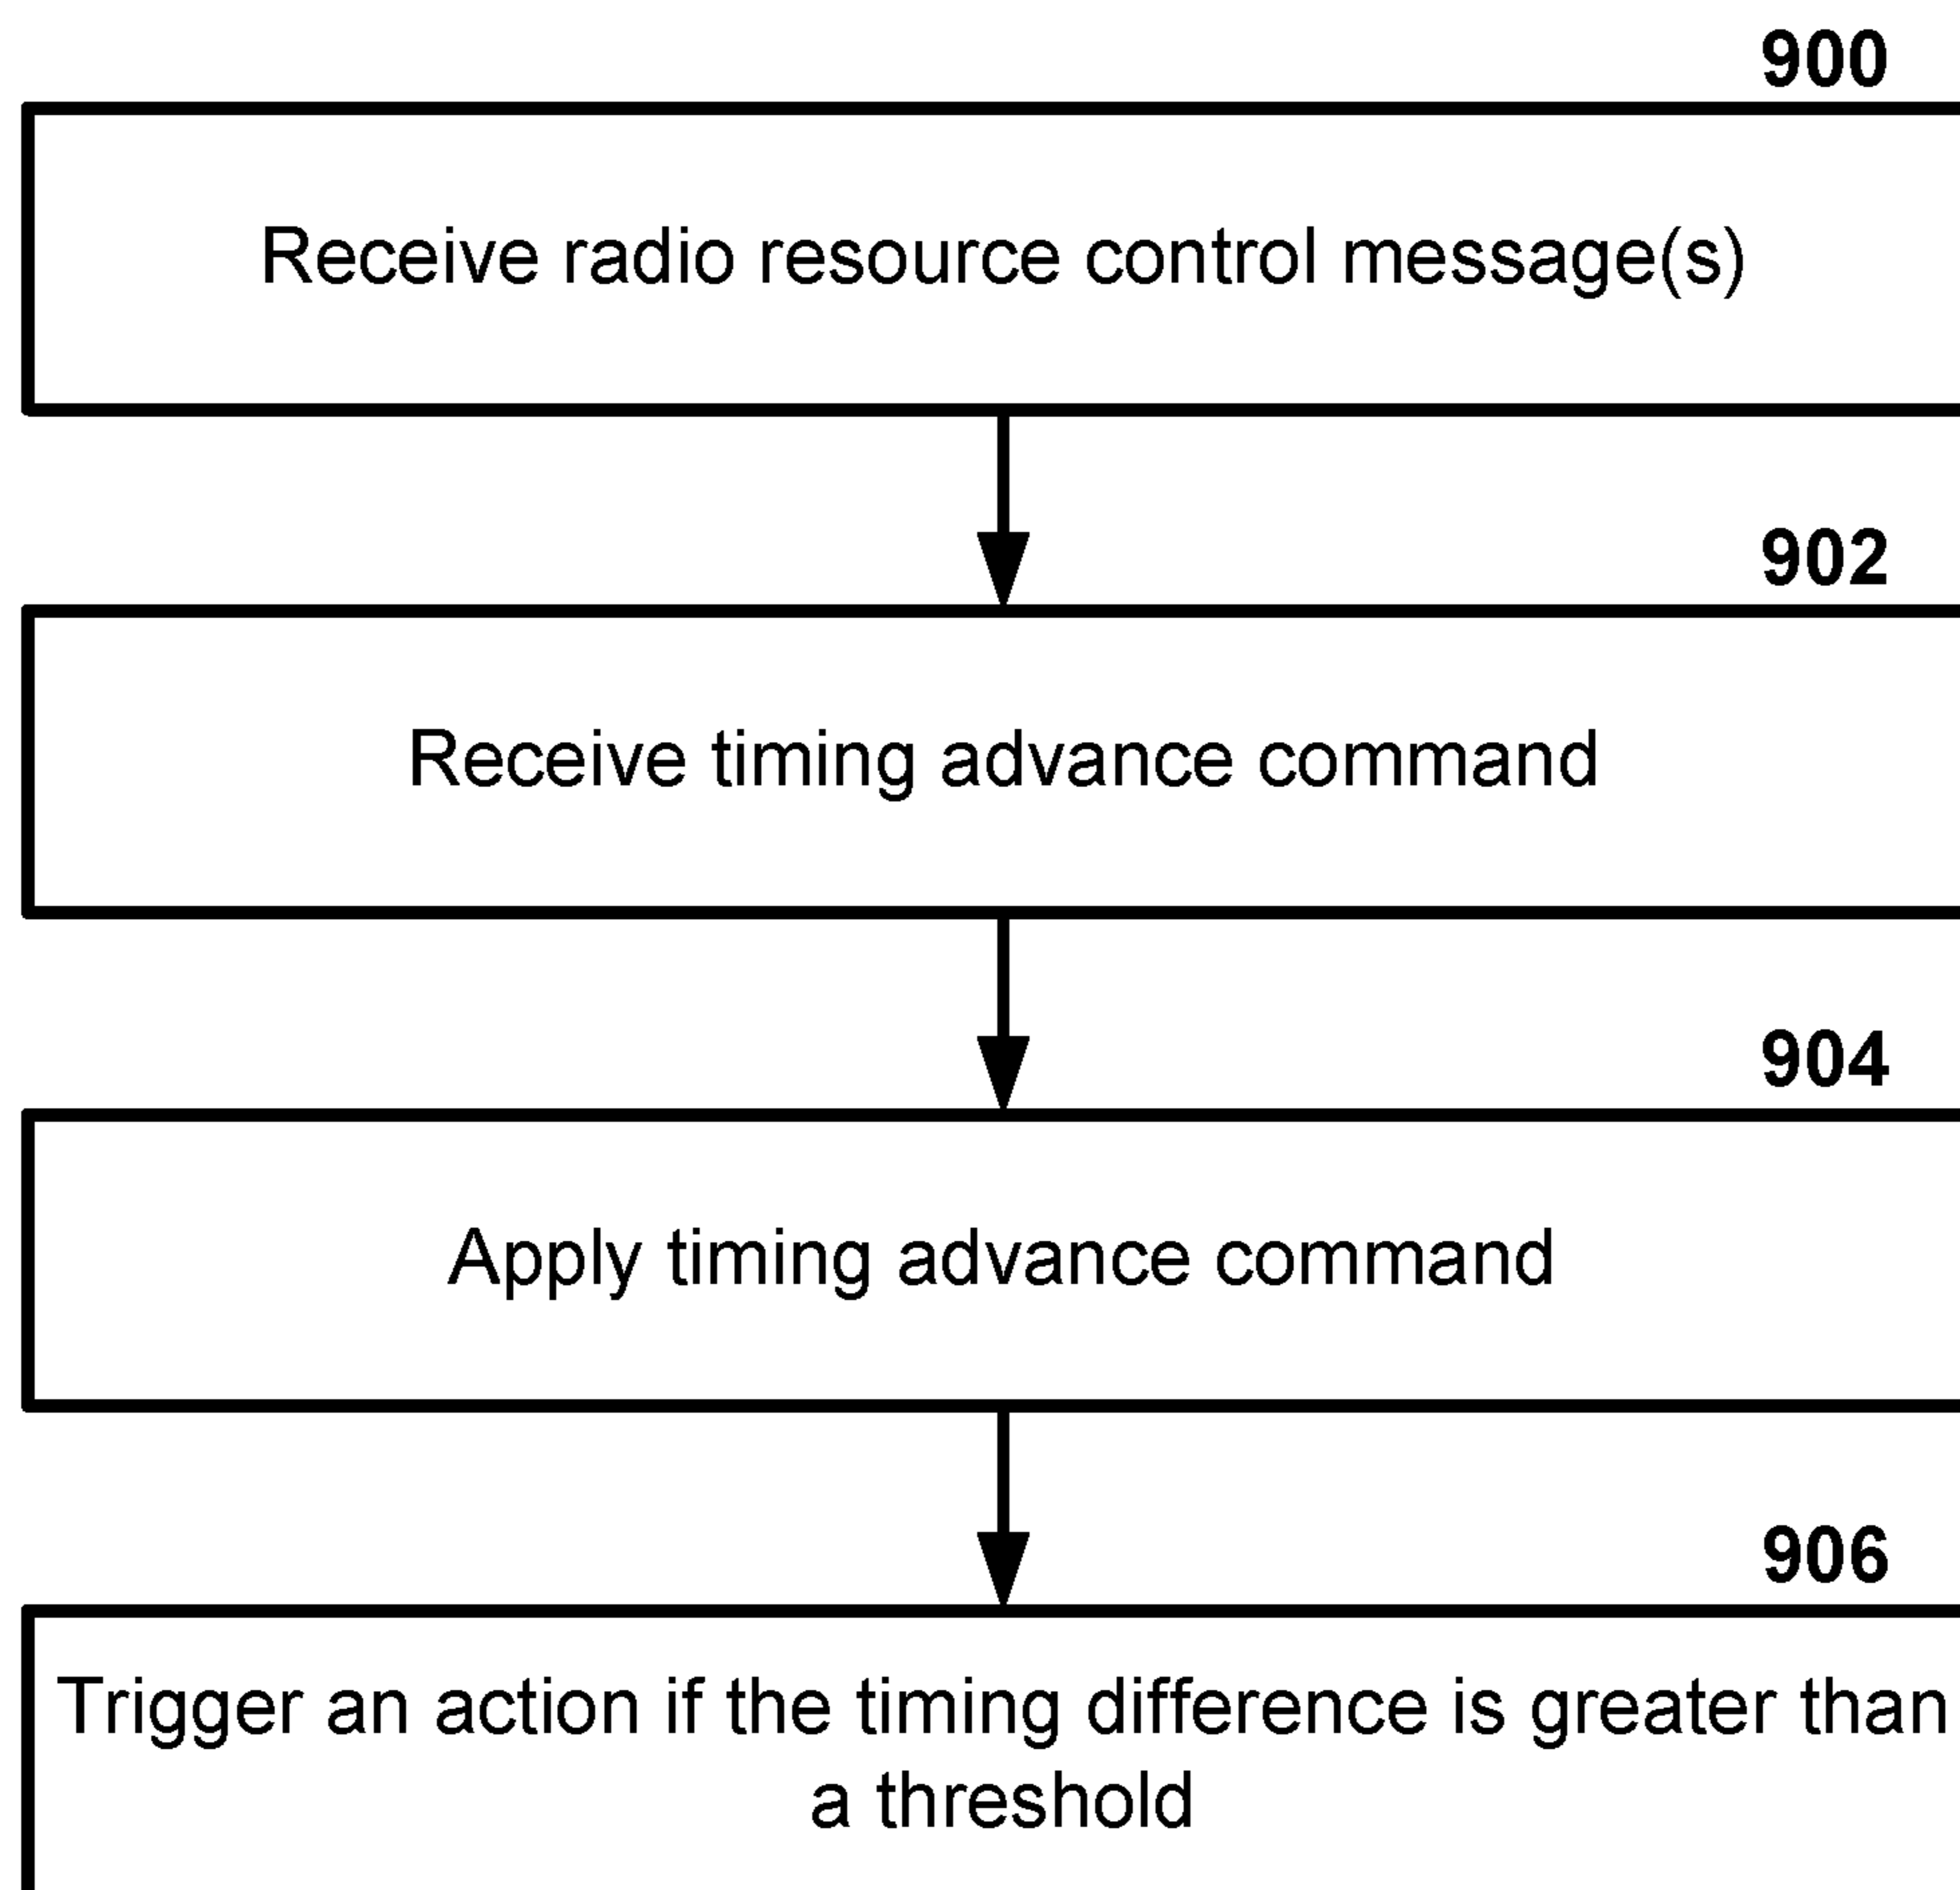 900
Receive radio resource control message(s)
902
Receive timing advance command
904
Apply timing advance command
906
Trigger an action if the timing difference is greater than
a threshold